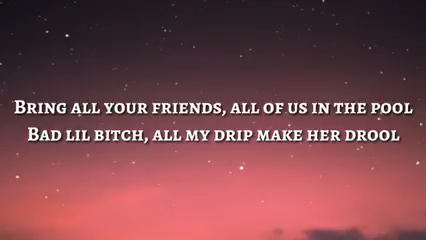 Bring all your friends, all of us in the pool
Bad lil bitch, all my drip make her drool